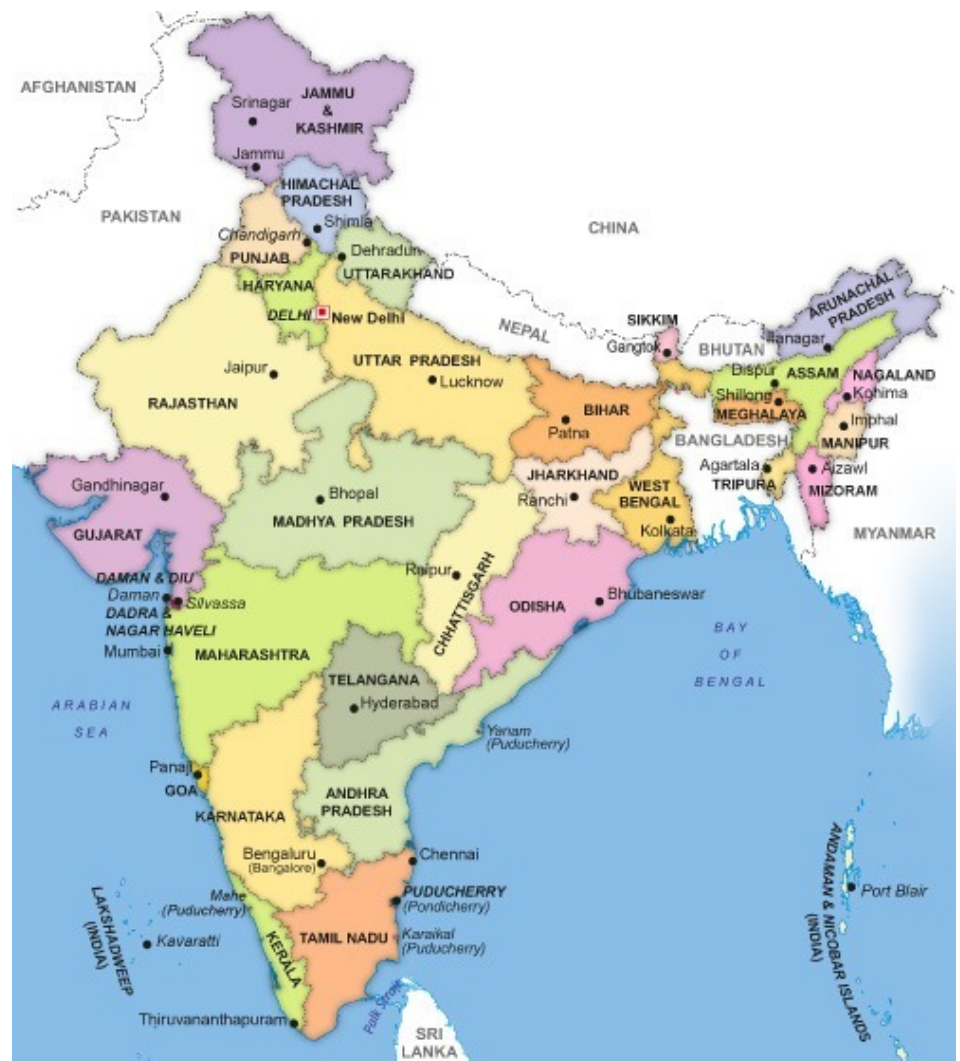 AFGHANISTAN
Srinagar
JAMMU
&
KASHMIR
Jammu
HIMACHAL
PRADESH
PAKISTAN
Shimla
CHINA
Chandigarh
PUNJAB
Dehradun
UTTARAKHAND
HARYANA
DELHI
New Delhi
NEPAL
SIKKIM
Gangtok
BHUTAN
ARUNACHAL
PRADESH
Itanagar
Jaipur
UTTAR PRADESH
Lucknow
Dispur
ASSAM
NAGALAND
Kohima
RAJASTHAN
BIHAR
Patna
Shillong
MEGHALAYA
Imphal
MANIPUR
BANGLADESH
JHARKHAND
Ranchi
WEST
BENGAL
Kolkata
Agartala
TRIPURA
Aizawl
MIZORAM
MYANMAR
Gandhinagar
GUJARAT
Bhopal
MADHYA PRADESH
Raipur
CHHATTISGARH
ODISHA
Bhubaneswar
DAMAN & DIU
Daman
Silvassa
DADRA &
NAGAR HAVELI
Mumbai
MAHARASHTRA
BAY
OF
BENGAL
ARABIAN
SEA
TELANGANA
Hyderabad
Yanam
(Puducherry)
Panaji
GOA
KARNATAKA
ANDHRA
PRADESH
Bengaluru
(Bangalore)
Chennai
Mahe
(Puducherry)
PUDUCHERRY
(Pondicherry)
Karaikal
(Puducherry)
TAMIL NADU
KERALA
LAKSHADWEEP
(INDIA)
Kavaratti
ANDAMAN & NICOBAR ISLANDS
(INDIA)
Port Blair
Thiruvananthapuram
Palk Strait
SRI
LANKA